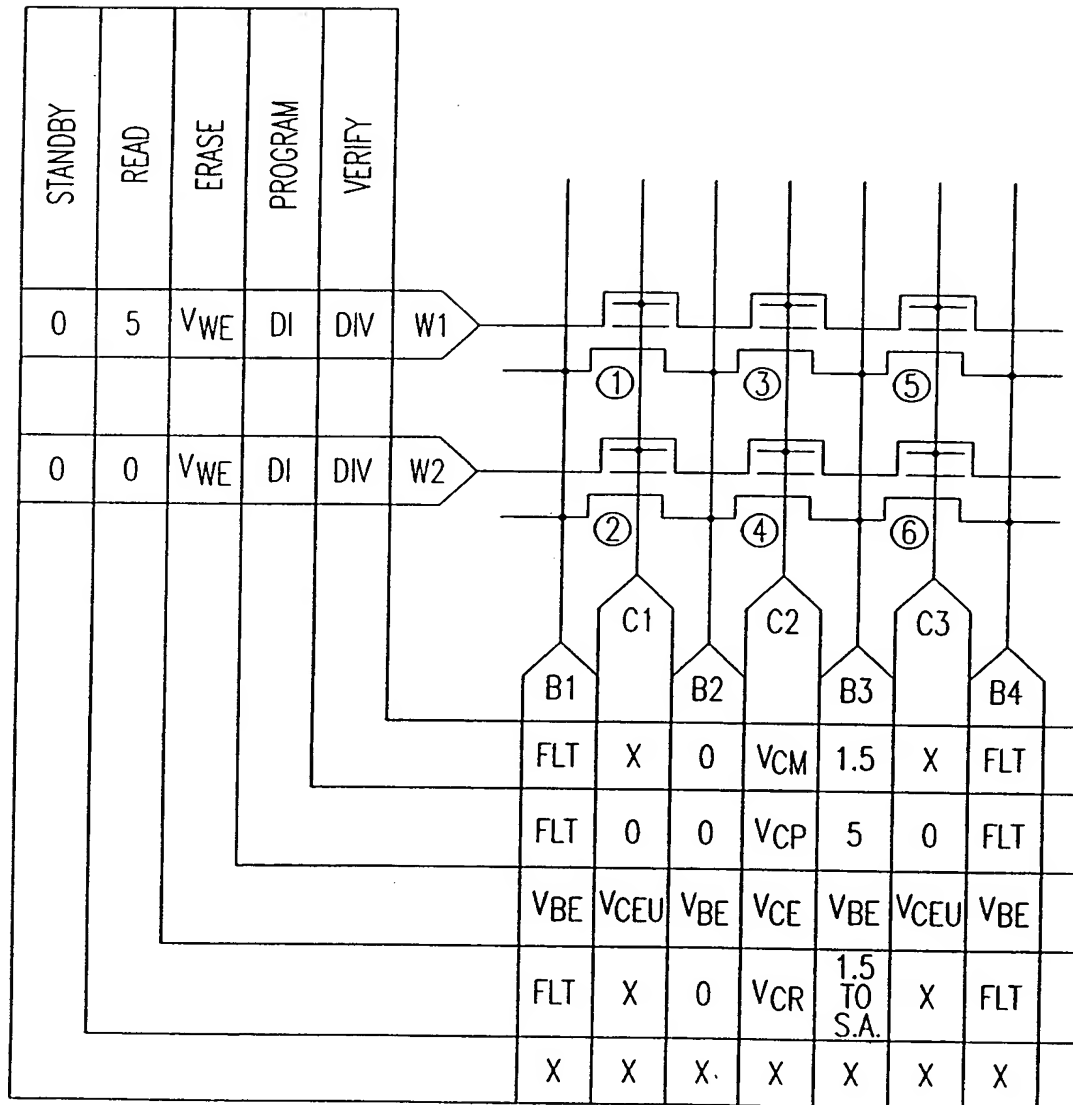 STANDBY READ ERASE PROGRAM VERIFY
0 5 VWE DI DIV W1
① ③ ⑤
0 0 VWE DI DIV W2
② ④ ⑥
C1 C2 C3
B1 B2 B3 B4
FLT X 0 VCM 1.5 X FLT
FLT 0 0 VCP 5 0 FLT
VBE VCEU VBE VCE VBE VCEU VBE
FLT X 0 VCR 1.5 TO S.A. X FLT
X X X X X X X